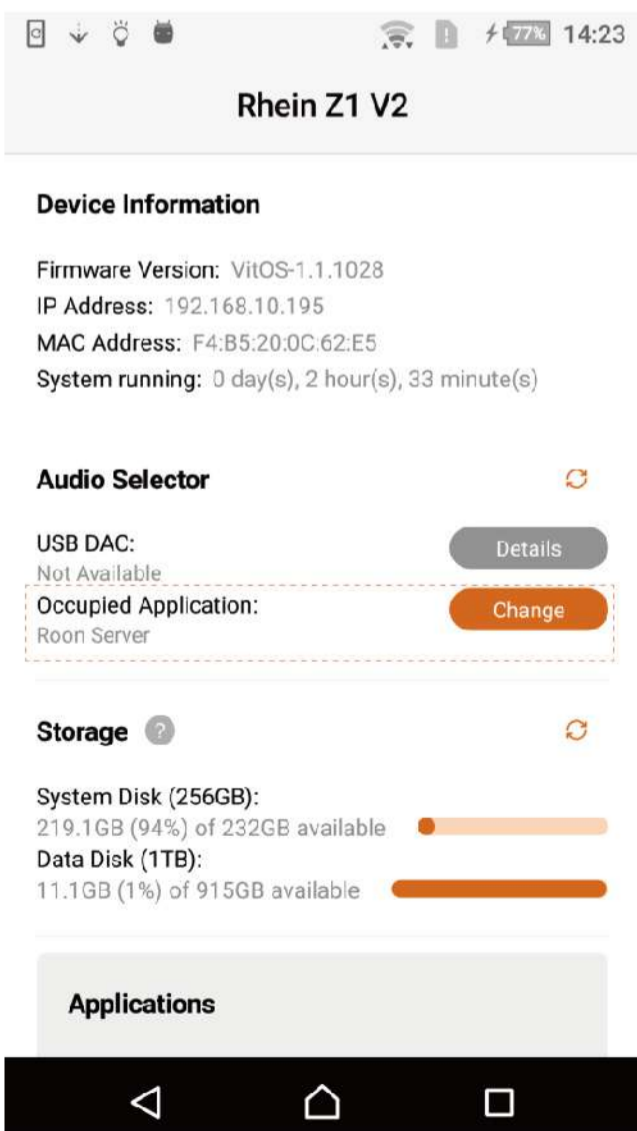 77% 14:23
Rhein Z1 V2
Device Information
Firmware Version: VitOS-1.1.1028
IP Address: 192.168.10.195
MAC Address: F4:B5:20:0C:62:E5
System running: 0 day(s), 2 hour(s), 33 minute(s)
Audio Selector
USB DAC:
Details
Not Available
Occupied Application:
Change
Roon Server
Storage ?
System Disk (256GB):
219.1GB (94%) of 232GB available
Data Disk (1TB):
11.1GB (1%) of 915GB available
Applications